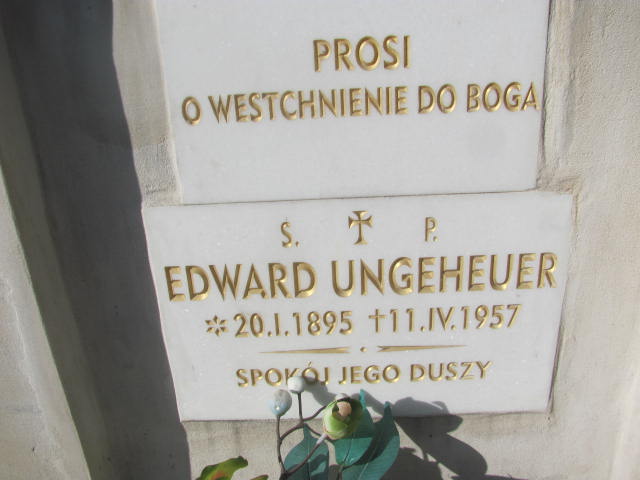 PROSI
O WESTCHNIENIE DO BOGA
Ś. P.
EDWARD UNGEHEUER
* 20.I.1895 †11.IV.1957
SPOKÓJ JEGO DUSZY